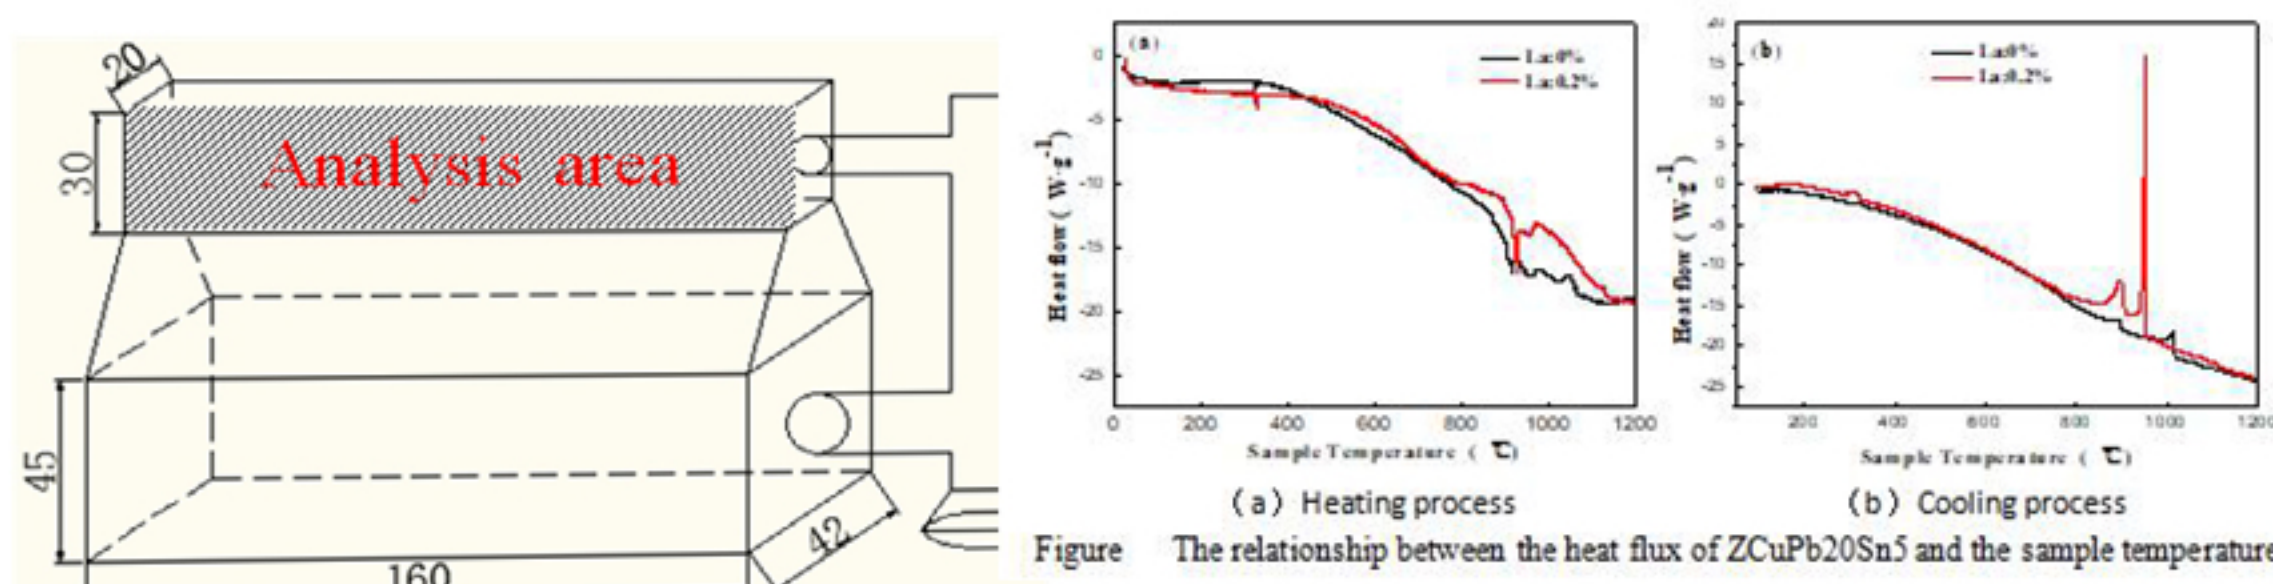 20
30
Analysis area
45
42
160
(a)
La:0%
La:0.2%
0
-5
-10
-15
-20
-25
Heat flow ( W·g-1)
0 200 400 600 800 1000 1200
Sample Temperature ( ℃)
(a) Heating process
(b)
La:0%
La:0.2%
20
15
10
5
0
-5
-10
-15
-20
-25
Heat flow ( W·g-1)
200 400 600 800 1000 1200
Sample Temperature ( ℃)
(b) Cooling process
Figure The relationship between the heat flux of ZCuPb20Sn5 and the sample temperature